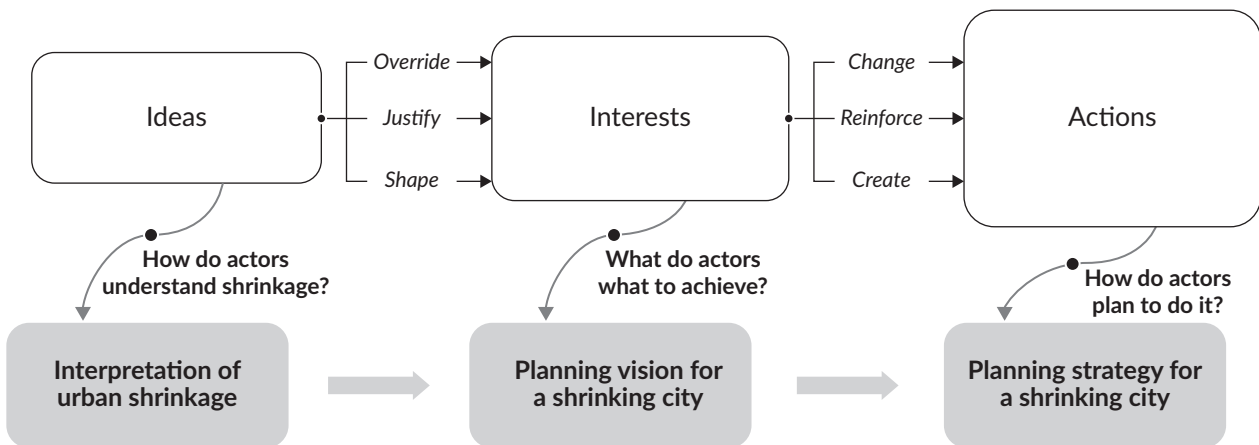 Ideas
Override
Justify
Shape
Interests
Change
Reinforce
Create
Actions
How do actors
understand shrinkage?
What do actors
what to achieve?
How do actors
plan to do it?
Interpretation of
urban shrinkage
Planning vision for
a shrinking city
Planning strategy for
a shrinking city